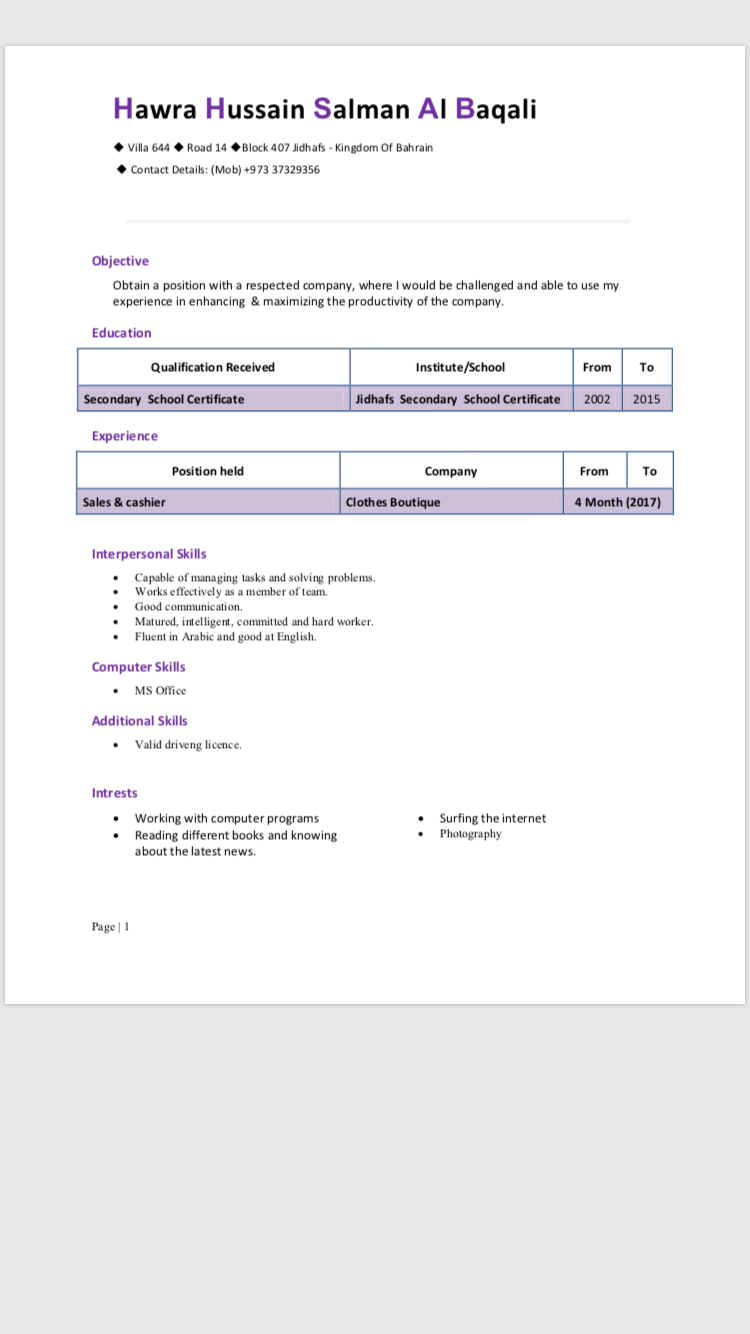 Hawra Hussain Salman Al Baqali
◆ Villa 644 ◆ Road 14 ◆Block 407 Jidhafs - Kingdom Of Bahrain
◆ Contact Details: (Mob) +973 37329356
Objective
Obtain a position with a respected company, where I would be challenged and able to use my
experience in enhancing & maximizing the productivity of the company.
Education
Qualification Received Institute/School From To
Secondary School Certificate Jidhafs Secondary School Certificate 2002 2015
Experience
Position held Company From To
Sales & cashier Clothes Boutique 4 Month (2017)
Interpersonal Skills
• Capable of managing tasks and solving problems.
• Works effectively as a member of team.
• Good communication.
• Matured, intelligent, committed and hard worker.
• Fluent in Arabic and good at English.
Computer Skills
• MS Office
Additional Skills
• Valid driveng licence.
Intrests
• Working with computer programs
• Reading different books and knowing
about the latest news.
• Surfing the internet
• Photography
Page | 1